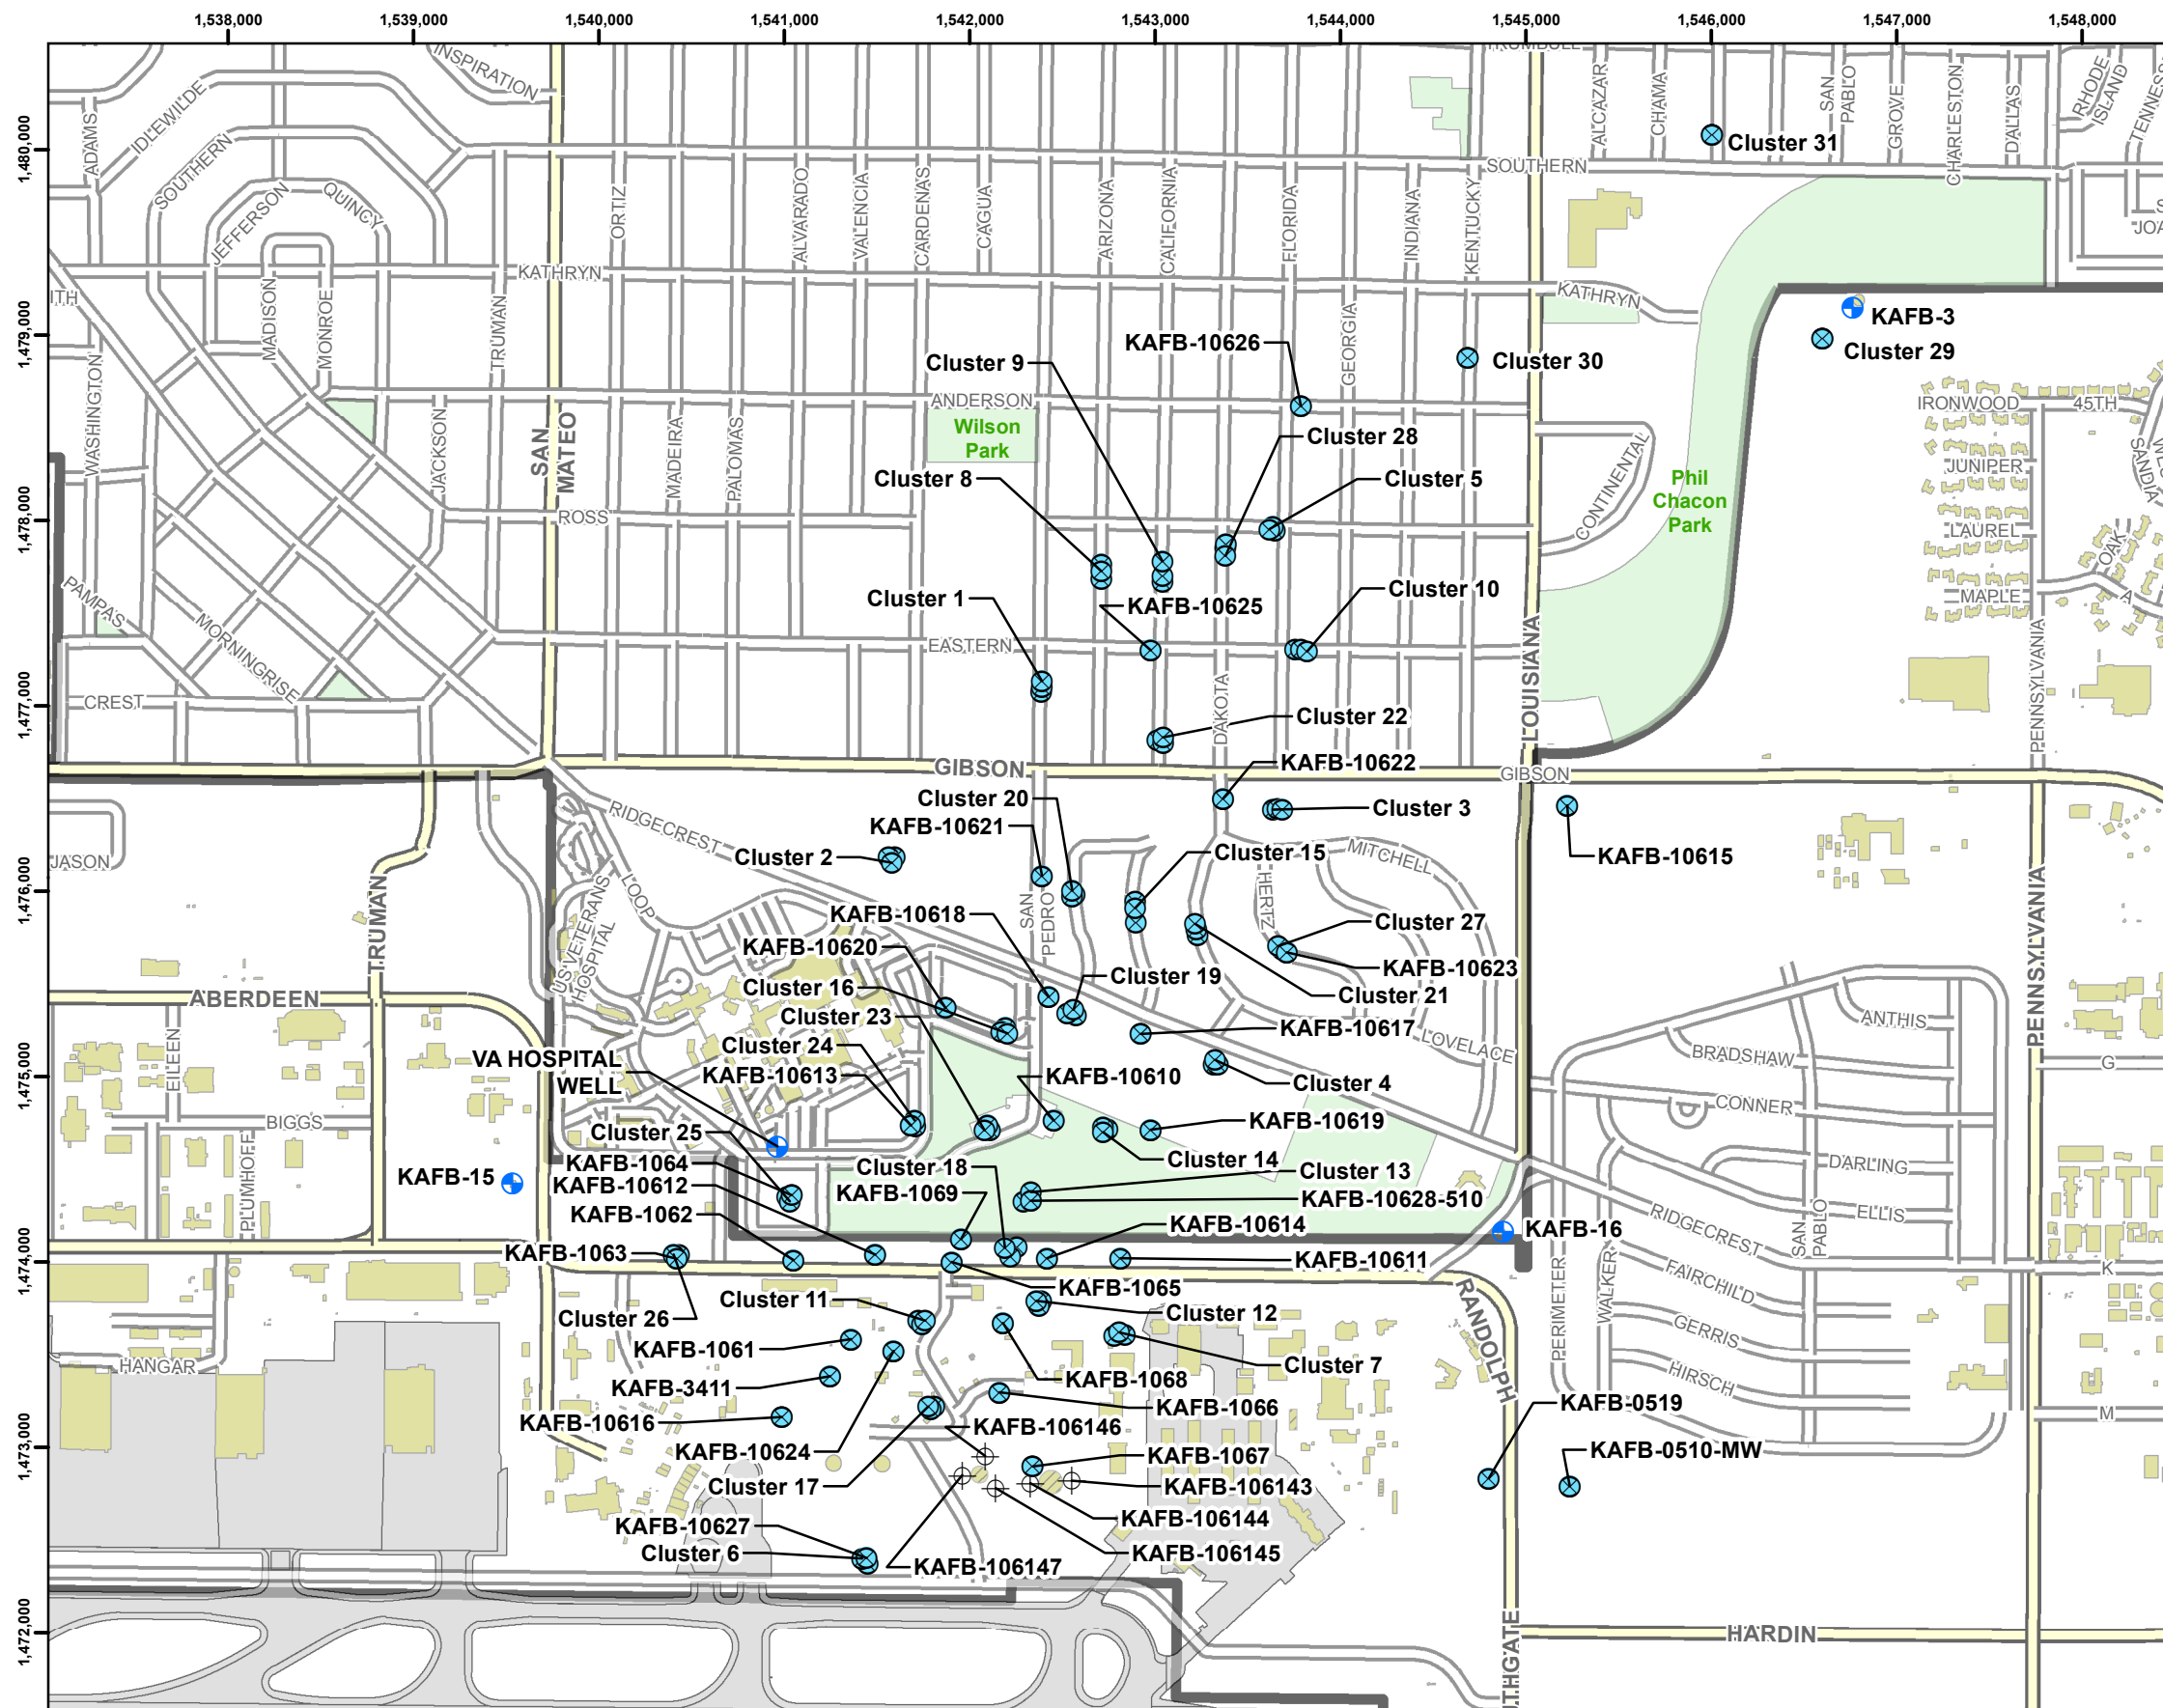 1,538,000 1,539,000 1,540,000 1,541,000 1,542,000 1,543,000 1,544,000 1,545,000 1,546,000 1,547,000 1,548,000
1,480,000
1,479,000
1,478,000
1,477,000
1,476,000
1,475,000
1,474,000
1,473,000
1,472,000
TRUMBULL
INSPIRATION
ADAMS
IDLEWILDE
SOUTHERN
JEFFERSON
QUINCY
MADISON
MONROE
WASHINGTON
TRUMAN
JACKSON
SAN
MATEO
ORTIZ
MADEIRA
PALOMAS
ALVARADO
VALENCIA
CARDENAS
CAGUA
ARIZONA
CALIFORNIA
FLORIDA
GEORGIA
INDIANA
KENTUCKY
ALCAZAR
CHAMA
SAN
PABLO
GROVE
CHARLESTON
DALLAS
RHODE
ISLAND
SOUTHERN
Cluster 31
KATHRYN
KATHRYN
KAFB-3
Cluster 29
KAFB-10626
Cluster 9
Cluster 30
ANDERSON
Wilson
Park
Cluster 28
Cluster 8
Cluster 5
ROSS
IRONWOOD
45TH
JUNIPER
LAUREL
MAPLE
OAK
SANDIA
A
CONTINENTAL
Phil
Chacon
Park
Cluster 1
KAFB-10625
Cluster 10
EASTERN
PAMPAS
MORNINGRISE
CREST
DAKOTA
LOUISIANA
PENNSYLVANIA
Cluster 22
GIBSON
GIBSON
KAFB-10622
Cluster 20
Cluster 3
KAFB-10621
RIDGECREST
Cluster 2
Cluster 15
MITCHELL
KAFB-10615
JASON
LOOP
US VETERANS
HOSPITAL
SAN
PEDRO
HERTZ
TRUMAN
KAFB-10618
Cluster 27
KAFB-10620
KAFB-10623
Cluster 16
Cluster 19
Cluster 21
ABERDEEN
Cluster 23
KAFB-10617
PENNSYLVANIA
ANTHIS
LOVELACE
BRADSHAW
G
Cluster 24
VA HOSPITAL
WELL
KAFB-10613
KAFB-10610
Cluster 4
EILEEN
BIGGS
PLUMHOFF
CONNER
Cluster 25
KAFB-10619
Cluster 14
KAFB-15
KAFB-1064
KAFB-10612
Cluster 18
Cluster 13
KAFB-1069
KAFB-10628-510
DARLING
ELLIS
KAFB-1062
KAFB-10614
KAFB-16
RIDGECREST
SAN
PABLO
KAFB-1063
KAFB-10611
KAFB-1065
K
PERIMETER
WALKER
FAIRCHILD
GERRIS
HIRSCH
Cluster 26
Cluster 11
Cluster 12
KAFB-1061
RANDOLPH
HANGAR
Cluster 7
KAFB-3411
KAFB-1068
KAFB-1066
KAFB-0519
KAFB-10616
KAFB-106146
M
KAFB-10624
KAFB-1067
KAFB-0510-MW
Cluster 17
KAFB-106143
KAFB-106144
KAFB-10627
Cluster 6
KAFB-106145
KAFB-106147
HARDIN